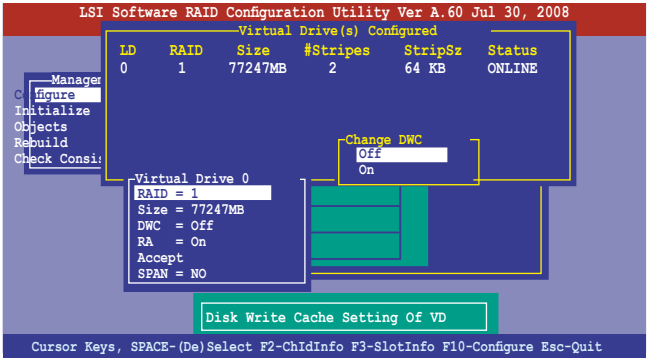 LSI Software RAID Configuration Utility Ver A.60 Jul 30, 2008
Virtual Drive(s) Configured
LD RAID Size #Stripes StripSz Status
0 1 77247MB 2 64 KB ONLINE
Manager
Configure
Initialize
Objects
Rebuild
Check Consis
Change DWC
Off
On
Virtual Drive 0
RAID = 1
Size = 77247MB
DWC = Off
RA = On
Accept
SPAN = NO
Disk Write Cache Setting Of VD
Cursor Keys, SPACE-(De)Select F2-ChIdInfo F3-SlotInfo F10-Configure Esc-Quit